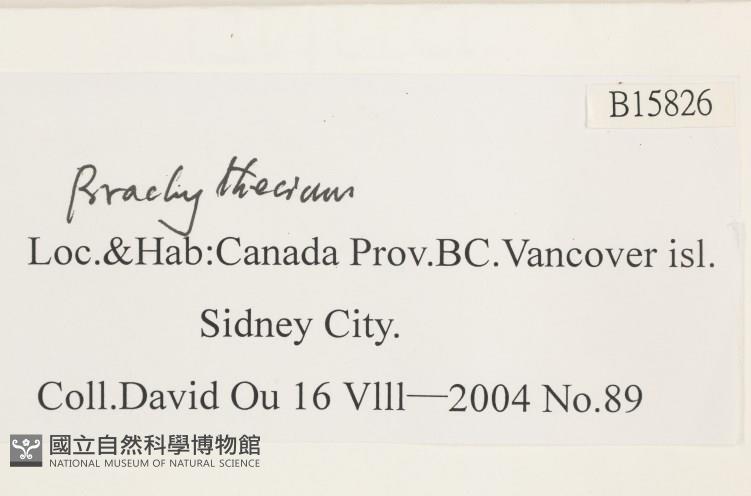 B15826
Brachythecium
Loc.&Hab:Canada Prov.BC.Vancover isl.
Sidney City.
Coll.David Ou 16 Vlll—2004 No.89
國立自然科學博物館
NATIONAL MUSEUM OF NATURAL SCIENCE